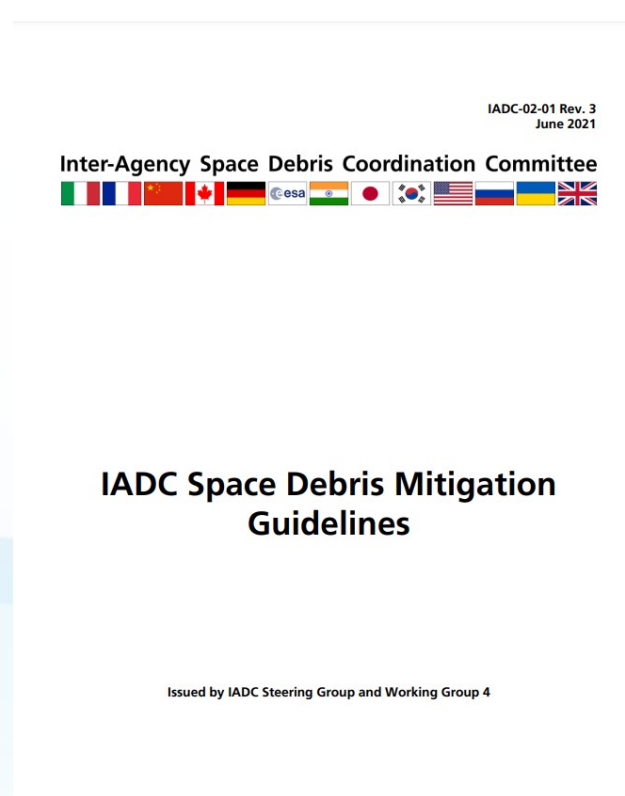 IADC-02-01 Rev. 3
June 2021
Inter-Agency Space Debris Coordination Committee
esa
IADC Space Debris Mitigation
Guidelines
Issued by IADC Steering Group and Working Group 4